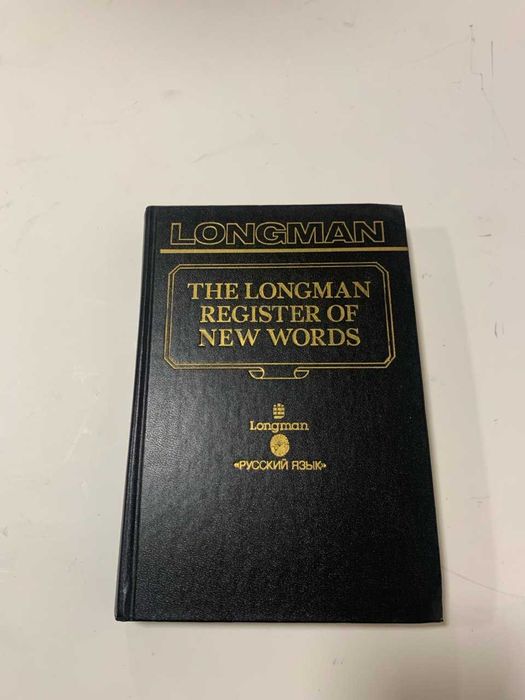 LONGMAN
THE LONGMAN
REGISTER OF
NEW WORDS
Longman
«РУССКИЙ ЯЗЫК»